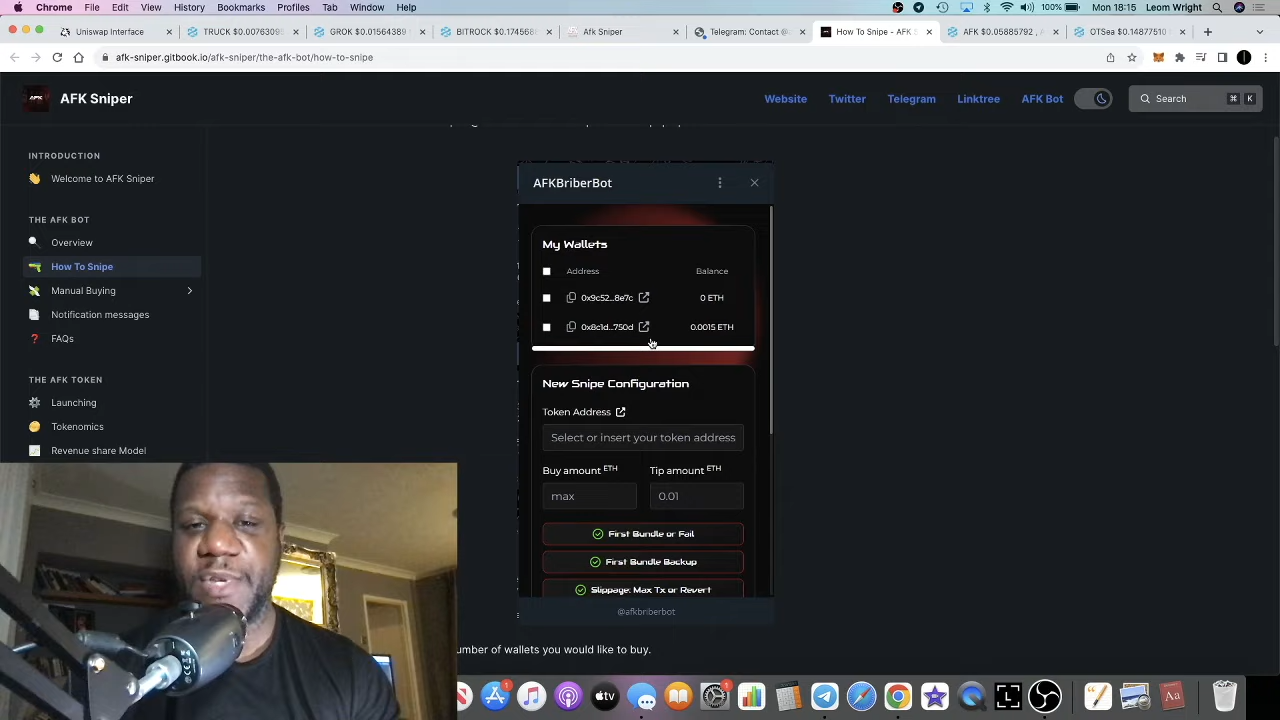 Chrome File Edit View History Bookmarks Profiles Tab Window Help 100% Mon 18:15 Leom Wright
Uniswap Interface
TRUCK $0.0076309
GROK $0.01564389
BITROCK $0.174568
Afk Sniper
Telegram: Contact @
How To Snipe - AFK S
AFK $0.05885792
OTSea $0.14877510
afk-sniper.gitbook.io/afk-sniper/the-afk-bot/how-to-snipe
AFK
AFK Sniper
Website Twitter Telegram Linktree AFK Bot
Search
⌘ K
INTRODUCTION
Welcome to AFK Sniper
THE AFK BOT
Overview
How To Snipe
Manual Buying
Notification messages
FAQs
THE AFK TOKEN
Launching
Tokenomics
Revenue share Model
AFKBriberBot
My Wallets
Address Balance
0x9c52...8e7c 0 ETH
0x8c1d...750d 0.0015 ETH
New Snipe Configuration
Token Address
Select or insert your token address
Buy amount ETH Tip amount ETH
max 0.01
First Bundle or Fail
First Bundle Backup
Slippage: Max Tx or Revert
@afkbriberbot
umber of wallets you would like to buy.
tv
Aa